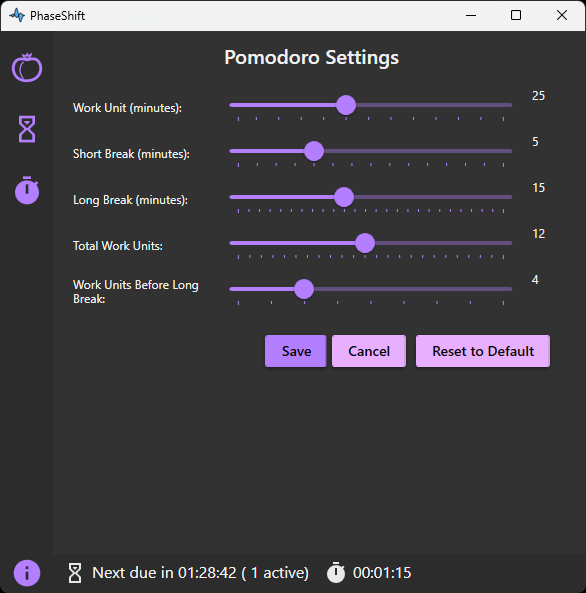 PhaseShift
Pomodoro Settings
Work Unit (minutes): 25
Short Break (minutes): 5
Long Break (minutes): 15
Total Work Units: 12
Work Units Before Long
Break: 4
Save Cancel Reset to Default
Next due in 01:28:42 ( 1 active) 00:01:15